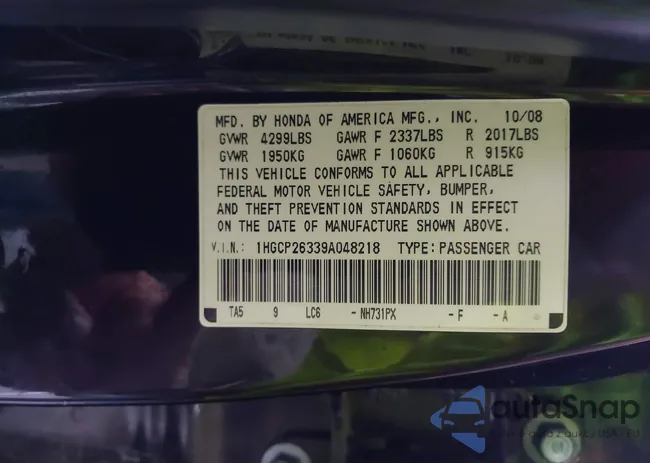 MFD. BY HONDA OF AMERICA MFG., INC. 10/08
GVWR 4299LBS GAWR F 2337LBS R 2017LBS
GVWR 1950KG GAWR F 1060KG R 915KG
THIS VEHICLE CONFORMS TO ALL APPLICABLE
FEDERAL MOTOR VEHICLE SAFETY, BUMPER,
AND THEFT PREVENTION STANDARDS IN EFFECT
ON THE DATE OF MANUFACTURE SHOWN ABOVE.
V.I.N.: 1HGCP26339A048218 TYPE: PASSENGER CAR
TA5 9 LC6 - NH731PX - F - A
autoSnap
USA
EU